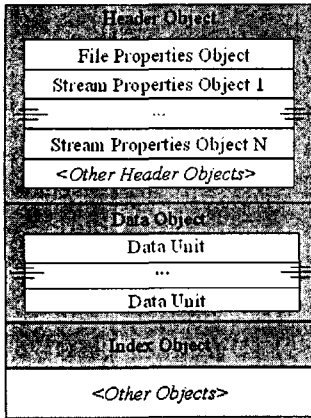 Header Object
File Properties Object
Stream Properties Object 1
...
Stream Properties Object N
<Other Header Objects>
Data Object
Data Unit
...
Data Unit
Index Object
<Other Objects>